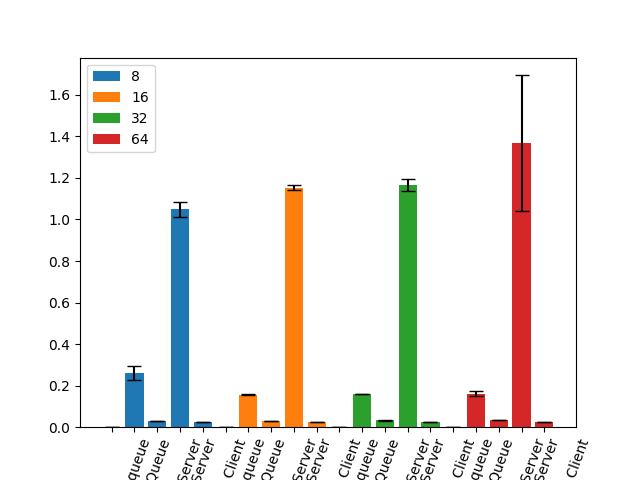 8
16
32
64
1.6
1.4
1.2
1.0
0.8
0.6
0.4
0.2
0.0
queue
Queue
Server
Server
Client
queue
Queue
Server
Server
Client
queue
Queue
Server
Server
Client
queue
Queue
Server
Server
Client